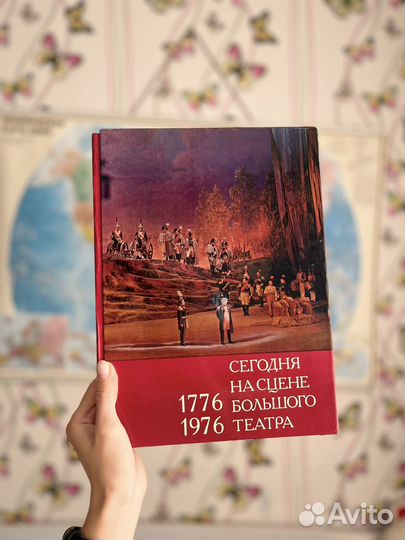 СЕГОДНЯ
НА СЦЕНЕ
1776 БОЛЬШОГО
1976 ТЕАТРА
Avito